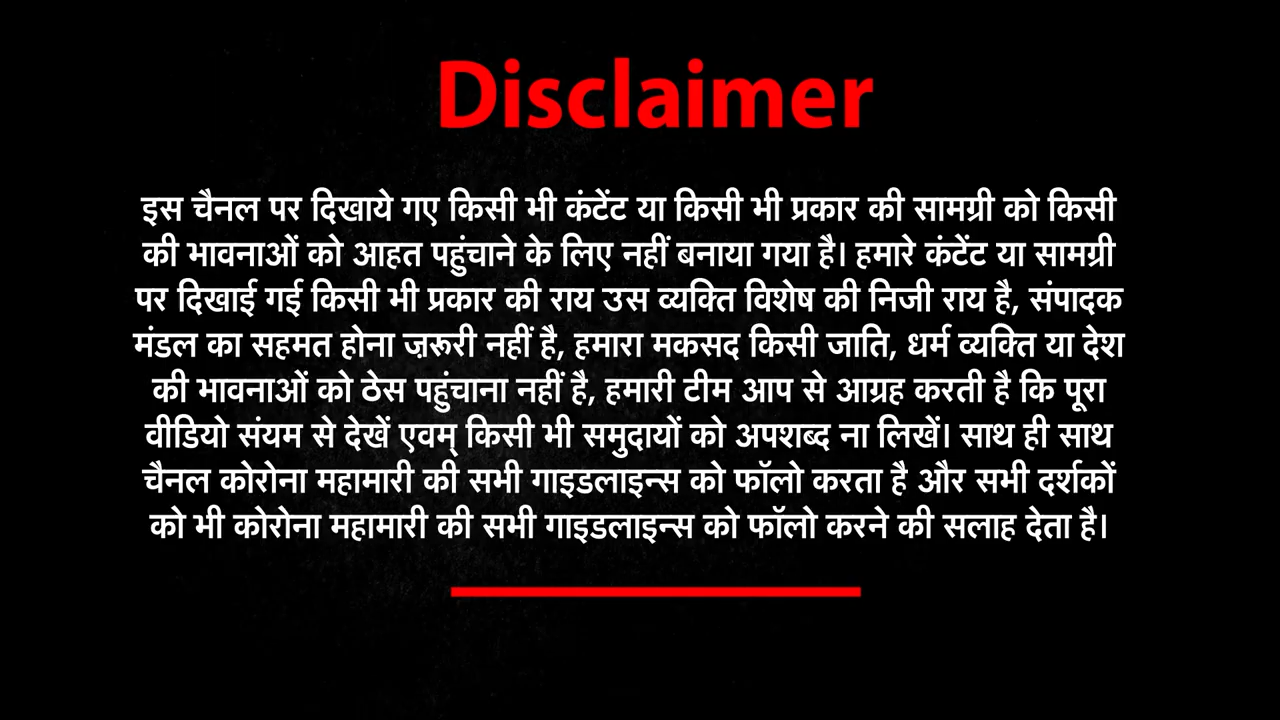 Disclaimer
इस चैनल पर दिखाये गए किसी भी कंटेंट या किसी भी प्रकार की सामग्री को किसी
की भावनाओं को आहत पहुंचाने के लिए नहीं बनाया गया है। हमारे कंटेंट या सामग्री
पर दिखाई गई किसी भी प्रकार की राय उस व्यक्ति विशेष की निजी राय है, संपादक
मंडल का सहमत होना ज़रूरी नहीं है, हमारा मकसद किसी जाति, धर्म व्यक्ति या देश
की भावनाओं को ठेस पहुंचाना नहीं है, हमारी टीम आप से आग्रह करती है कि पूरा
वीडियो संयम से देखें एवम् किसी भी समुदायों को अपशब्द ना लिखें। साथ ही साथ
चैनल कोरोना महामारी की सभी गाइडलाइन्स को फॉलो करता है और सभी दर्शकों
को भी कोरोना महामारी की सभी गाइडलाइन्स को फॉलो करने की सलाह देता है।